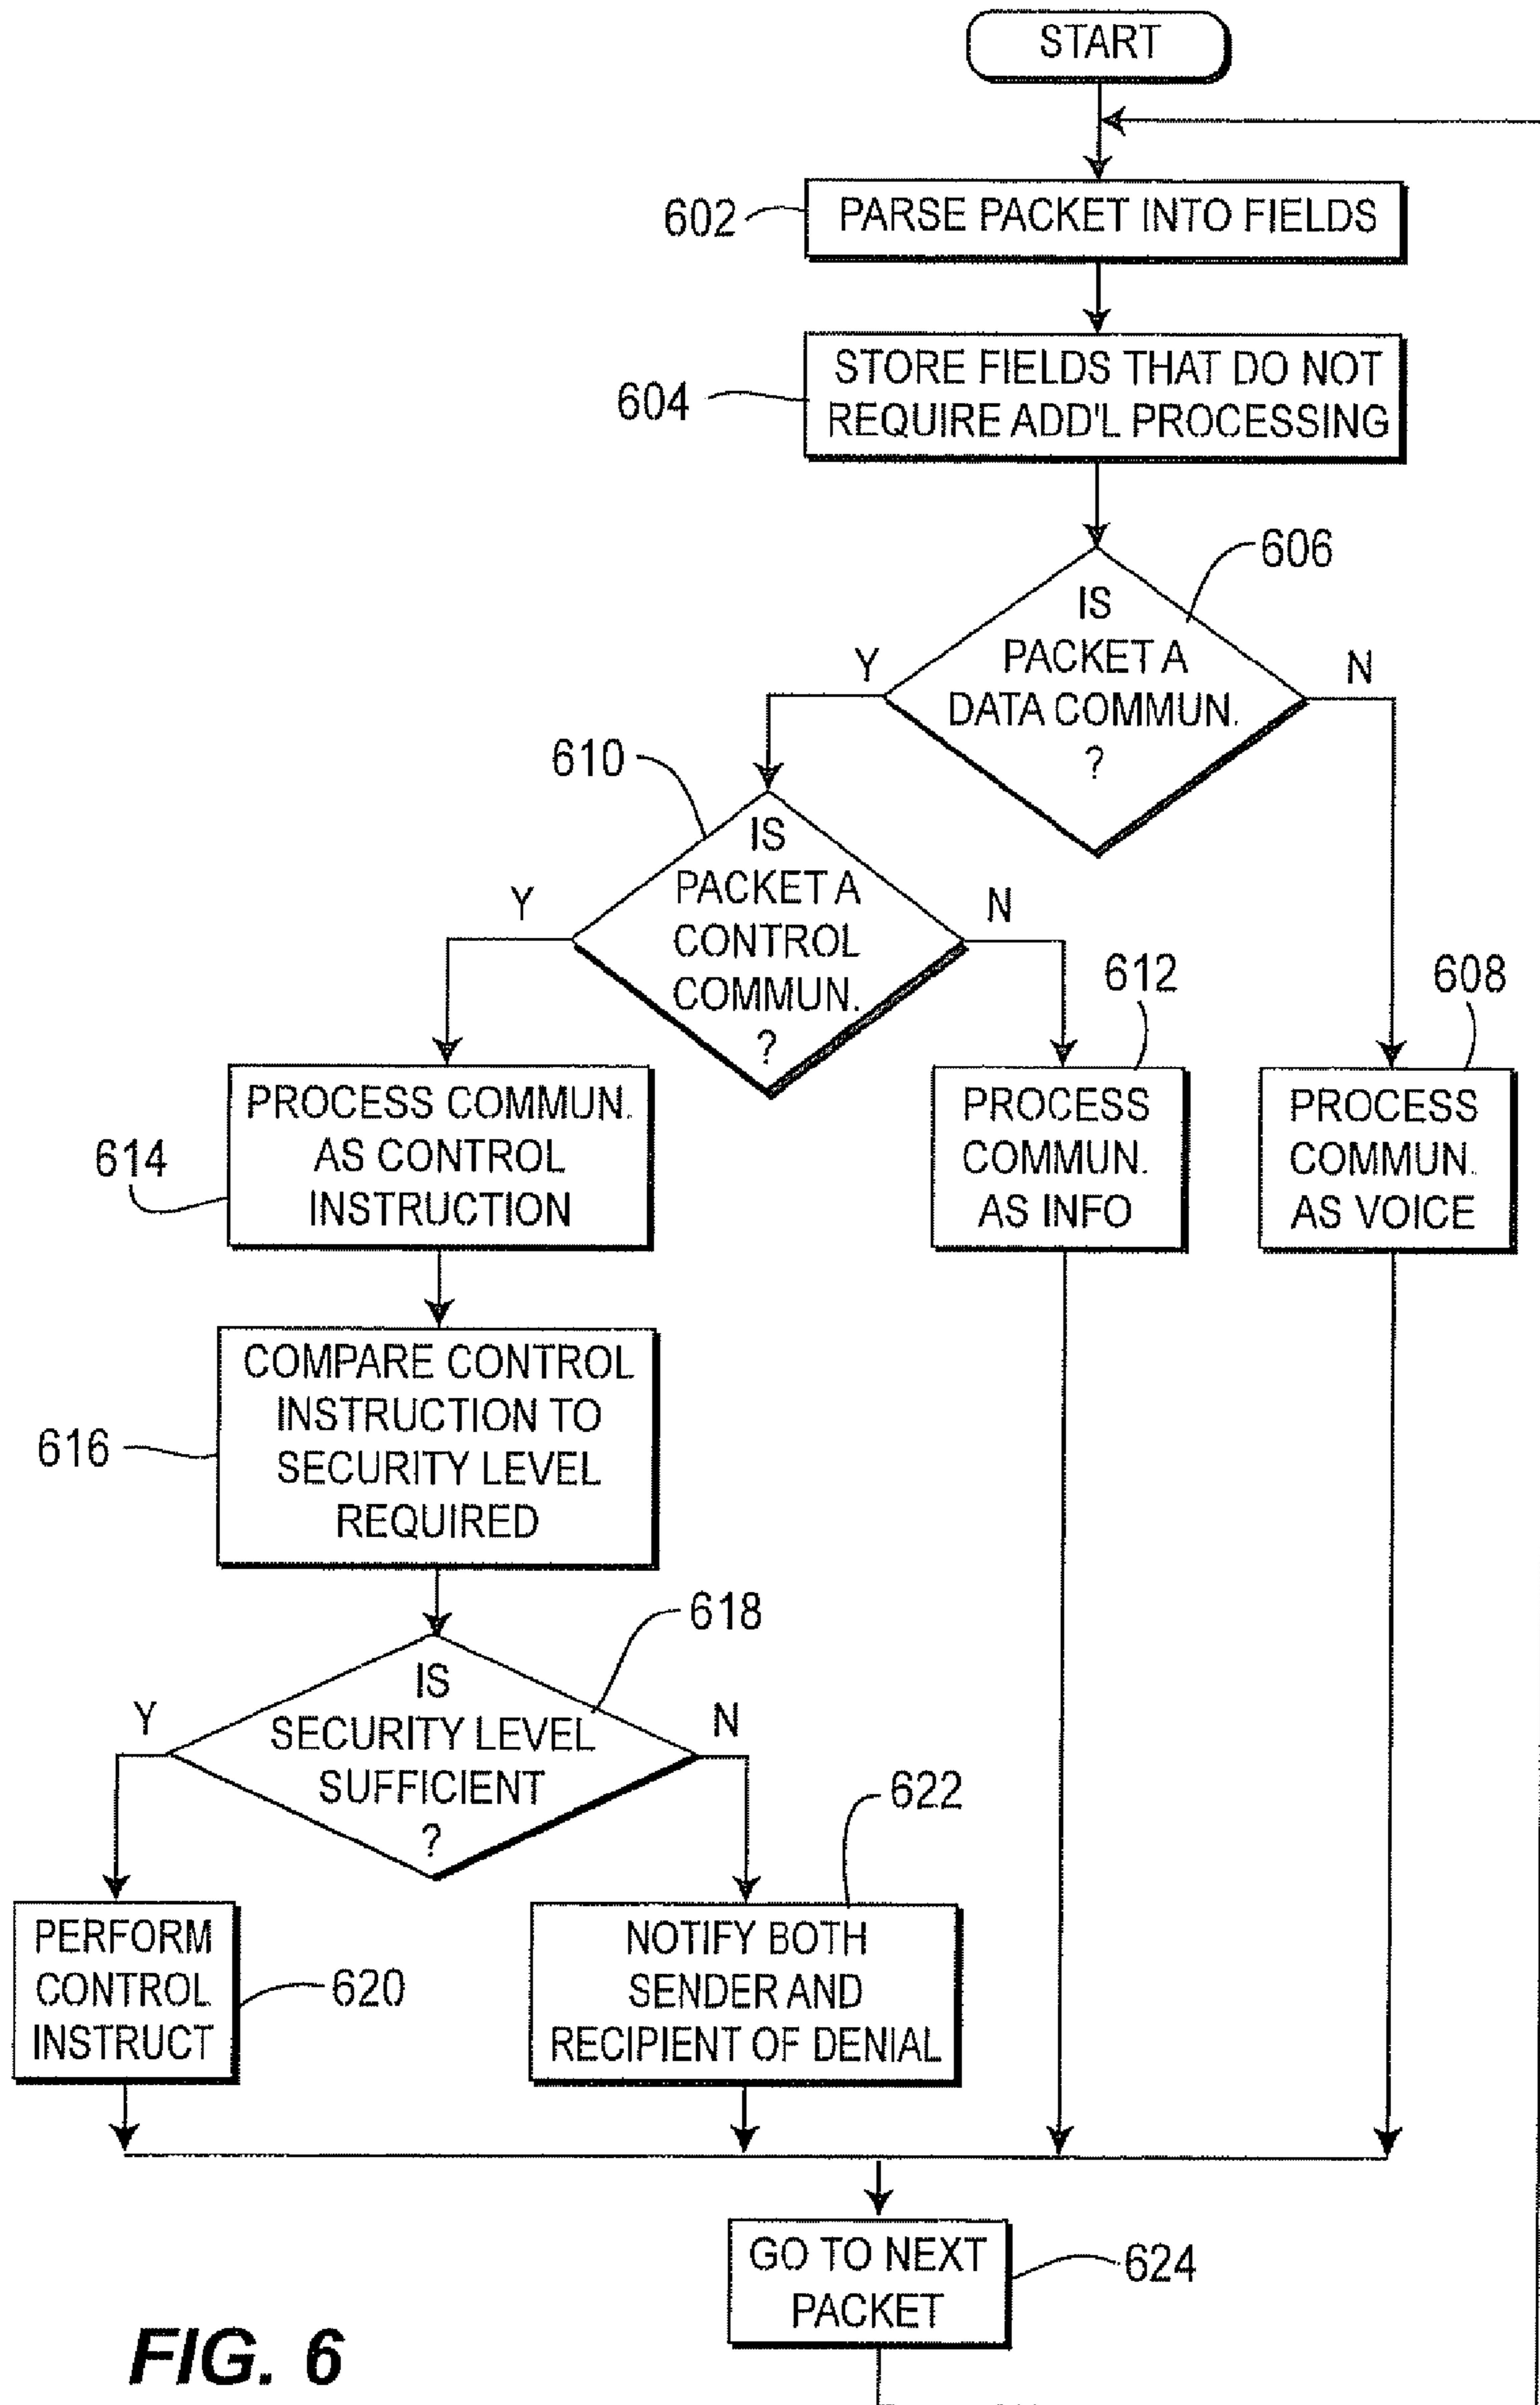 START
602
PARSE PACKET INTO FIELDS
604
STORE FIELDS THAT DO NOT
REQUIRE ADD'L PROCESSING
606
IS
PACKET A
DATA COMMUN.
?
Y
N
610
IS
PACKET A
CONTROL
COMMUN.
?
Y
N
614
PROCESS COMMUN.
AS CONTROL
INSTRUCTION
612
PROCESS
COMMUN.
AS INFO
608
PROCESS
COMMUN.
AS VOICE
616
COMPARE CONTROL
INSTRUCTION TO
SECURITY LEVEL
REQUIRED
618
IS
SECURITY LEVEL
SUFFICIENT
?
Y
N
620
PERFORM
CONTROL
INSTRUCT
622
NOTIFY BOTH
SENDER AND
RECIPIENT OF DENIAL
624
GO TO NEXT
PACKET
FIG. 6